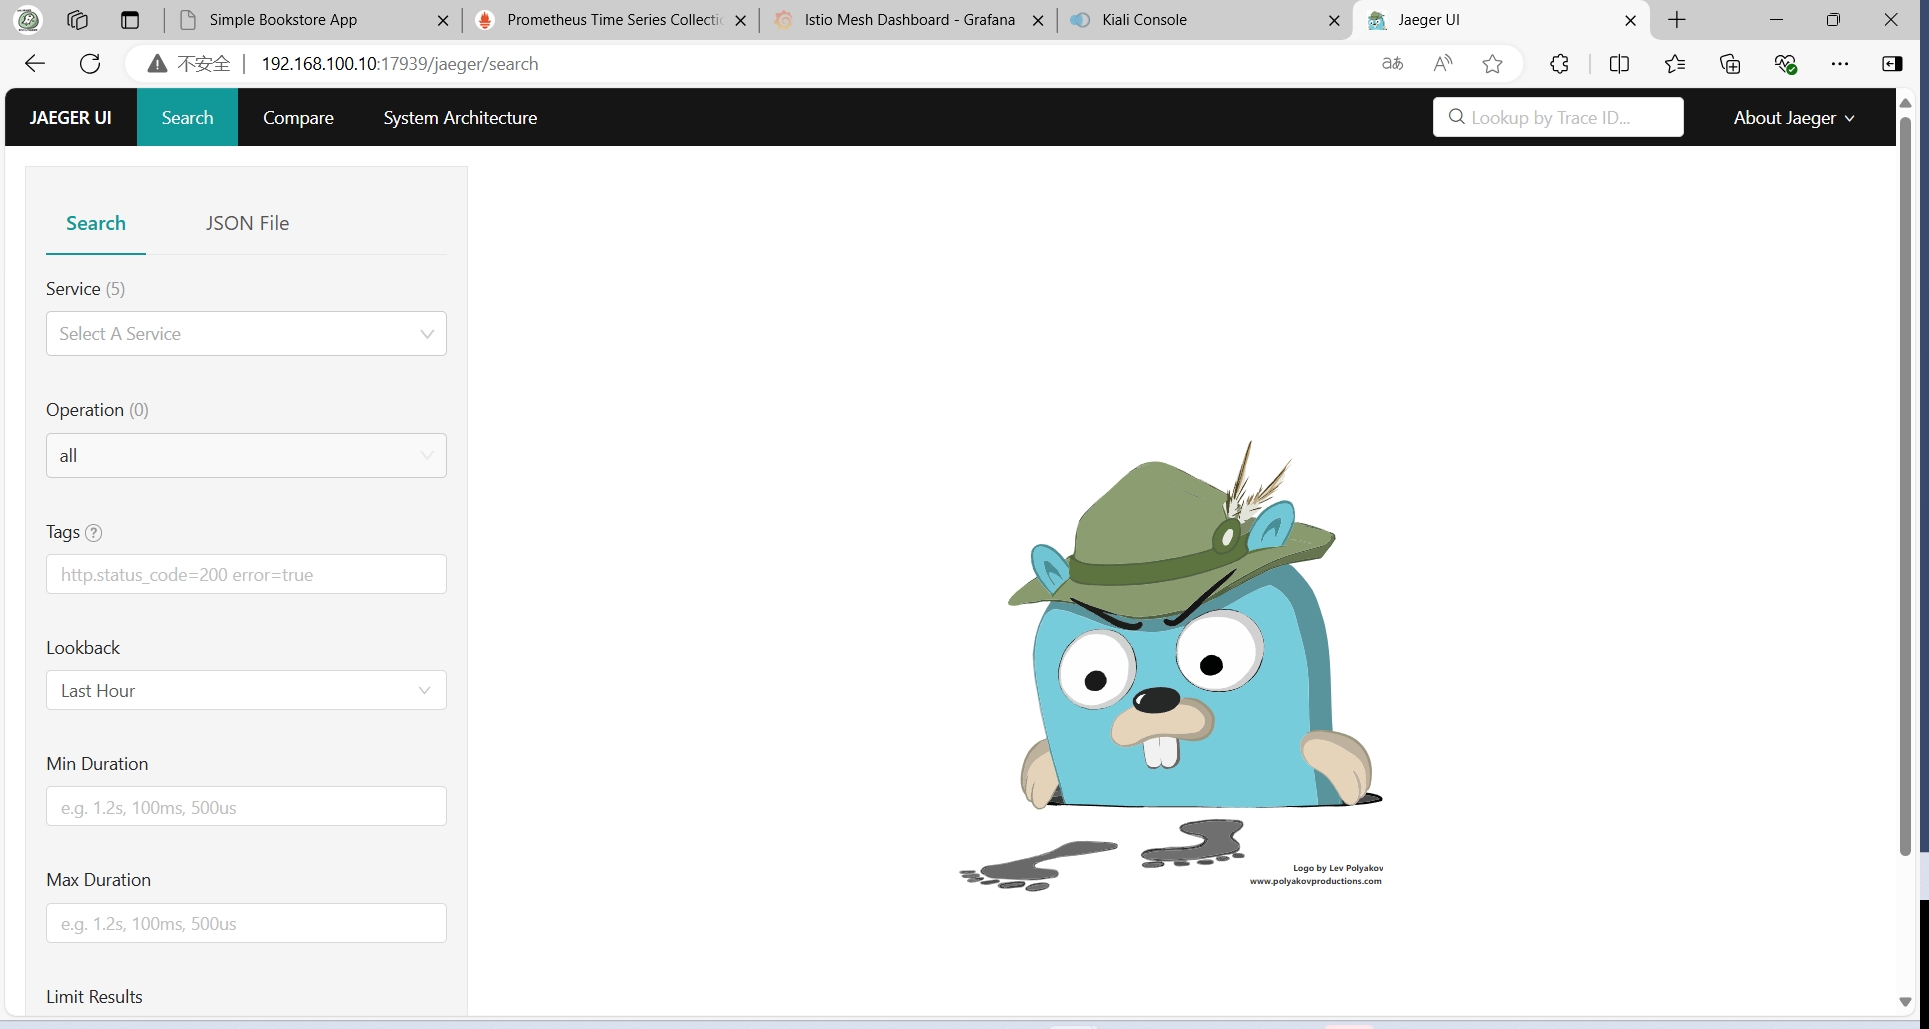 Simple Bookstore App
Prometheus Time Series Collectio
Istio Mesh Dashboard - Grafana
Kiali Console
Jaeger UI
不安全
192.168.100.10:17939/jaeger/search
aあ
JAEGER UI
Search
Compare
System Architecture
Lookup by Trace ID...
About Jaeger
Search
JSON File
Service (5)
Select A Service
Operation (0)
all
Tags
http.status_code=200 error=true
Lookback
Last Hour
Min Duration
e.g. 1.2s, 100ms, 500us
Max Duration
e.g. 1.2s, 100ms, 500us
Limit Results
Logo by Lev Polyakov
www.polyakovproductions.com